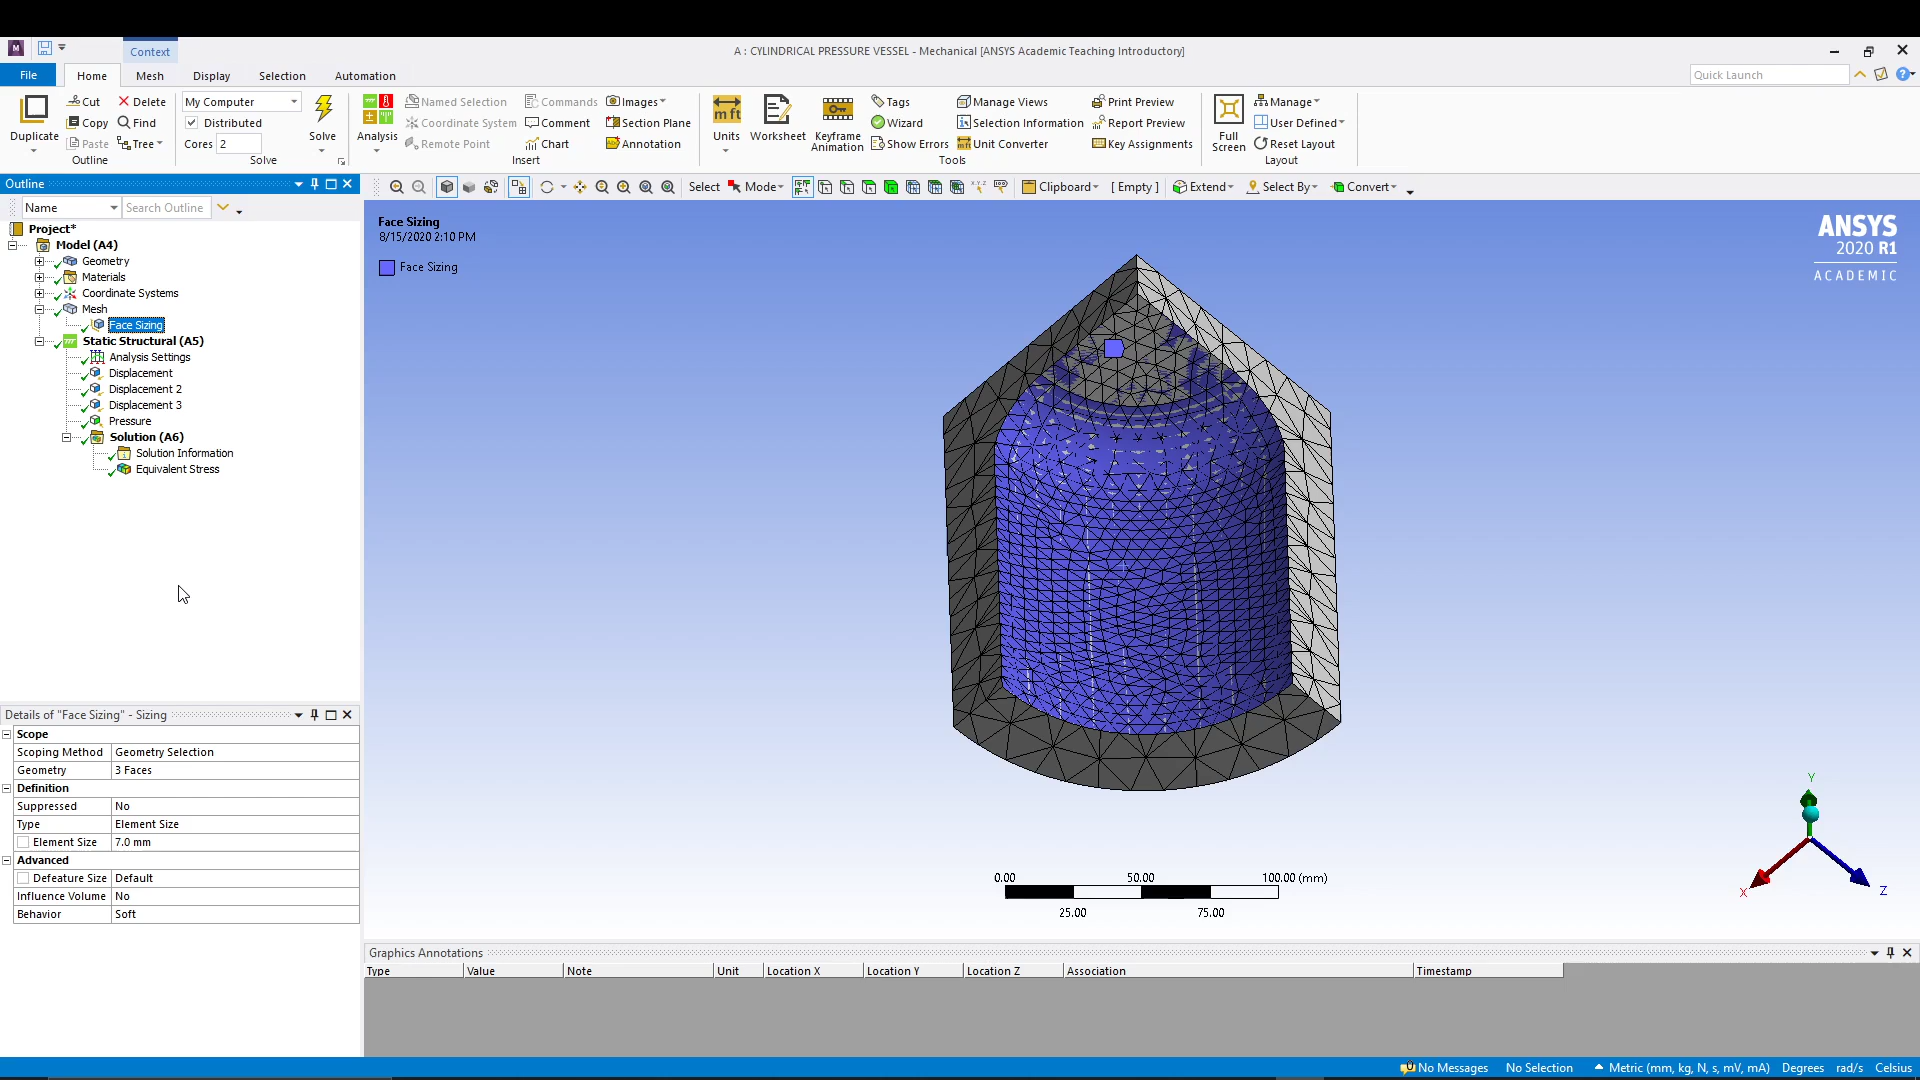 M
Context
A : CYLINDRICAL PRESSURE VESSEL - Mechanical [ANSYS Academic Teaching Introductory]
File Home Mesh Display Selection Automation
Quick Launch
Duplicate
Cut
Copy
Paste
Delete
Find
Tree
Outline
My Computer
Distributed
Cores 2
Solve
Solve
Analysis
Named Selection
Coordinate System
Remote Point
Commands
Comment
Chart
Images
Section Plane
Annotation
Insert
Units
Worksheet
Keyframe
Animation
Tags
Wizard
Show Errors
Manage Views
Selection Information
Unit Converter
Print Preview
Report Preview
Key Assignments
Tools
Full
Screen
Manage
User Defined
Reset Layout
Layout
Outline
Name Search Outline
Select Mode
Clipboard [ Empty ] Extend Select By Convert
Project*
Model (A4)
Geometry
Materials
Coordinate Systems
Mesh
Face Sizing
Static Structural (A5)
Analysis Settings
Displacement
Displacement 2
Displacement 3
Pressure
Solution (A6)
Solution Information
Equivalent Stress
Details of "Face Sizing" - Sizing
Scope
Scoping Method Geometry Selection
Geometry 3 Faces
Definition
Suppressed No
Type Element Size
Element Size 7.0 mm
Advanced
Defeature Size Default
Influence Volume No
Behavior Soft
Face Sizing
8/15/2020 2:10 PM
Face Sizing
ANSYS
2020 R1
ACADEMIC
Y
X
Z
0.00 50.00 100.00 (mm)
25.00 75.00
Graphics Annotations
Type Value Note Unit Location X Location Y Location Z Association Timestamp
No Messages No Selection Metric (mm, kg, N, s, mV, mA) Degrees rad/s Celsius